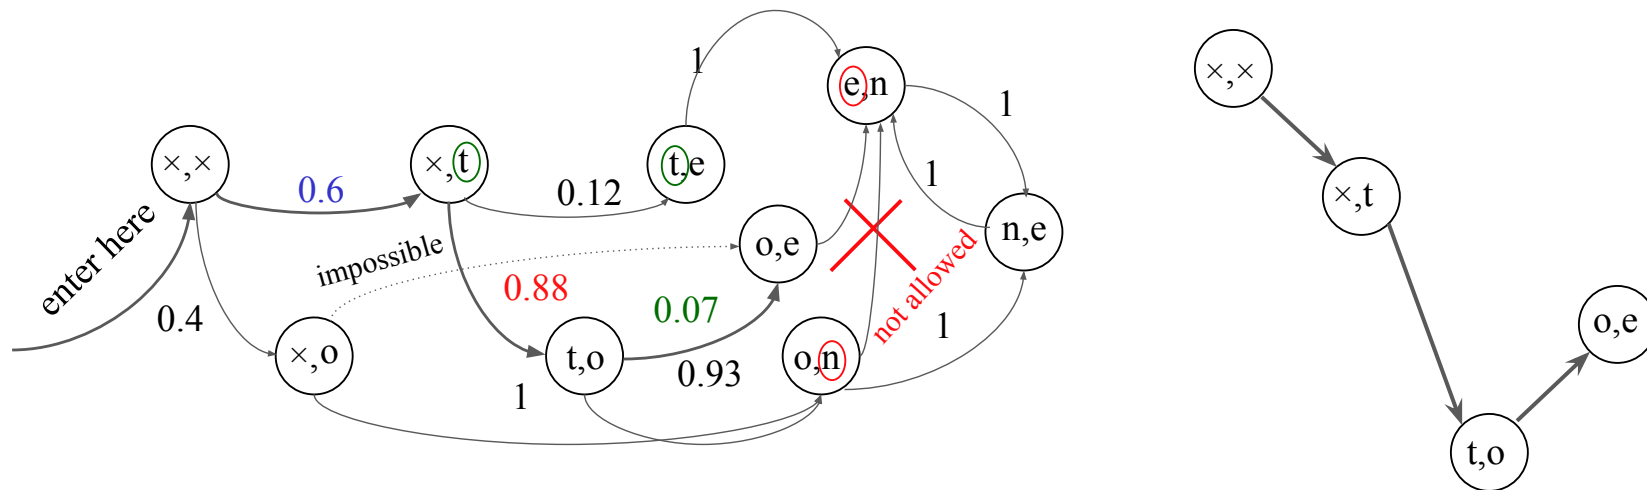 1
e,n
1
×,×
0.6
×,t
0.12
t,e
1
n,e
enter here
0.4
impossible
0.88
o,e
0.07
not allowed
×,o
t,o
0.93
o,n
1
1
×,×
×,t
o,e
t,o